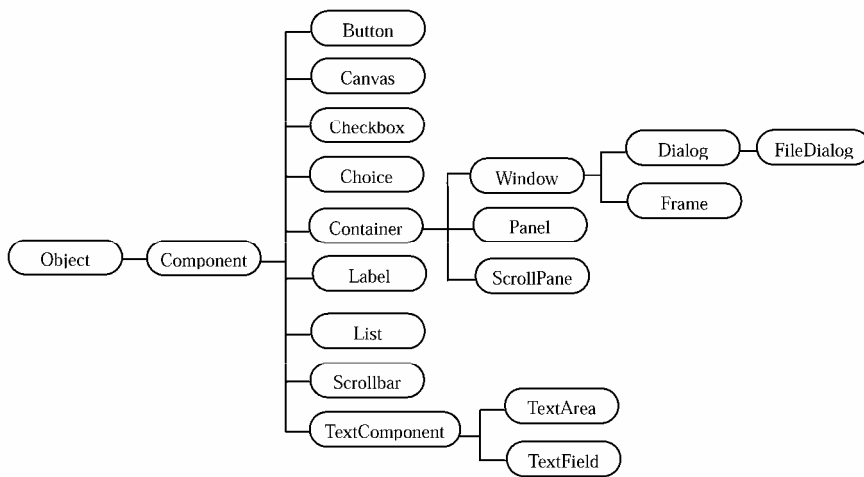 Button
Canvas
Checkbox
Choice
Container
Label
List
Scrollbar
TextComponent
Object
Component
Window
Panel
ScrollPane
Dialog
FileDialog
Frame
TextArea
TextField